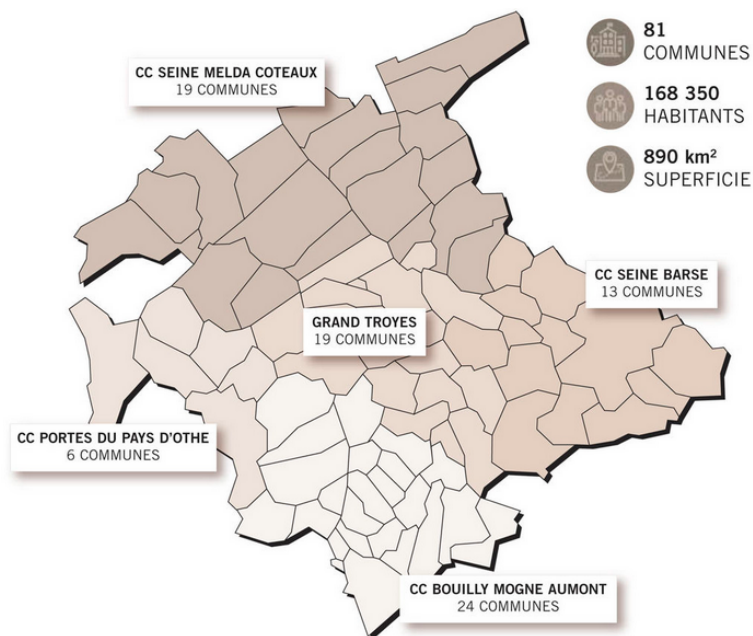 81
COMMUNES
168 350
HABITANTS
890 km²
SUPERFICIE
CC SEINE MELDA COTEAUX
19 COMMUNES
CC SEINE BARSE
13 COMMUNES
GRAND TROYES
19 COMMUNES
CC PORTES DU PAYS D'OTHE
6 COMMUNES
CC BOUILLY MOGNE AUMONT
24 COMMUNES